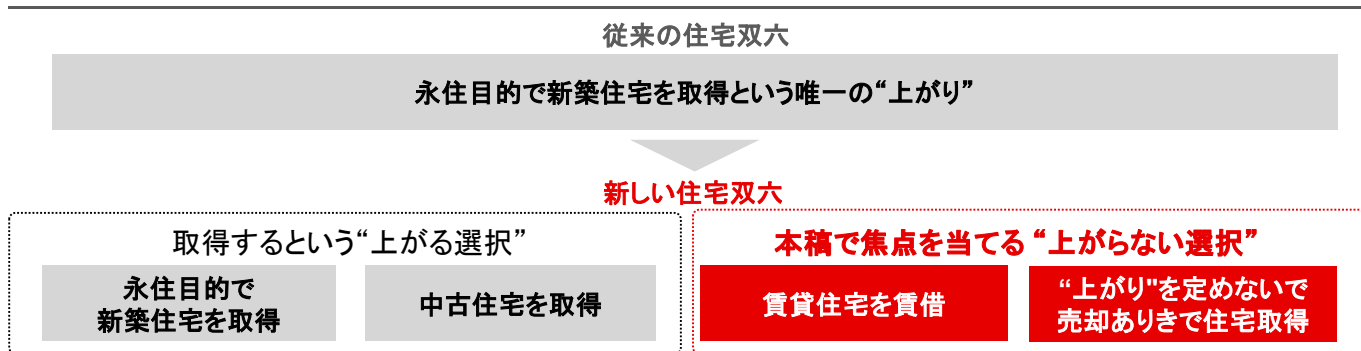 従来の住宅双六
永住目的で新築住宅を取得という唯一の“上がり”
新しい住宅双六
取得するという“上がる選択”
永住目的で
新築住宅を取得
中古住宅を取得
本稿で焦点を当てる “上がらない選択”
賃貸住宅を賃借
“上がり"を定めないで
売却ありきで住宅取得